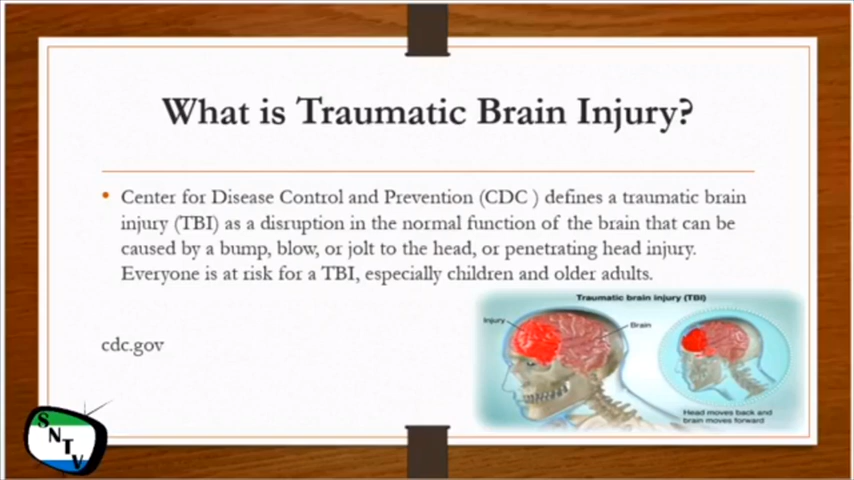 What is Traumatic Brain Injury?
• Center for Disease Control and Prevention (CDC ) defines a traumatic brain
injury (TBI) as a disruption in the normal function of the brain that can be
caused by a bump, blow, or jolt to the head, or penetrating head injury.
Everyone is at risk for a TBI, especially children and older adults.
Traumatic brain injury (TBI)
Injury
Brain
cdc.gov
Head moves back and
brain moves forward
SNTV